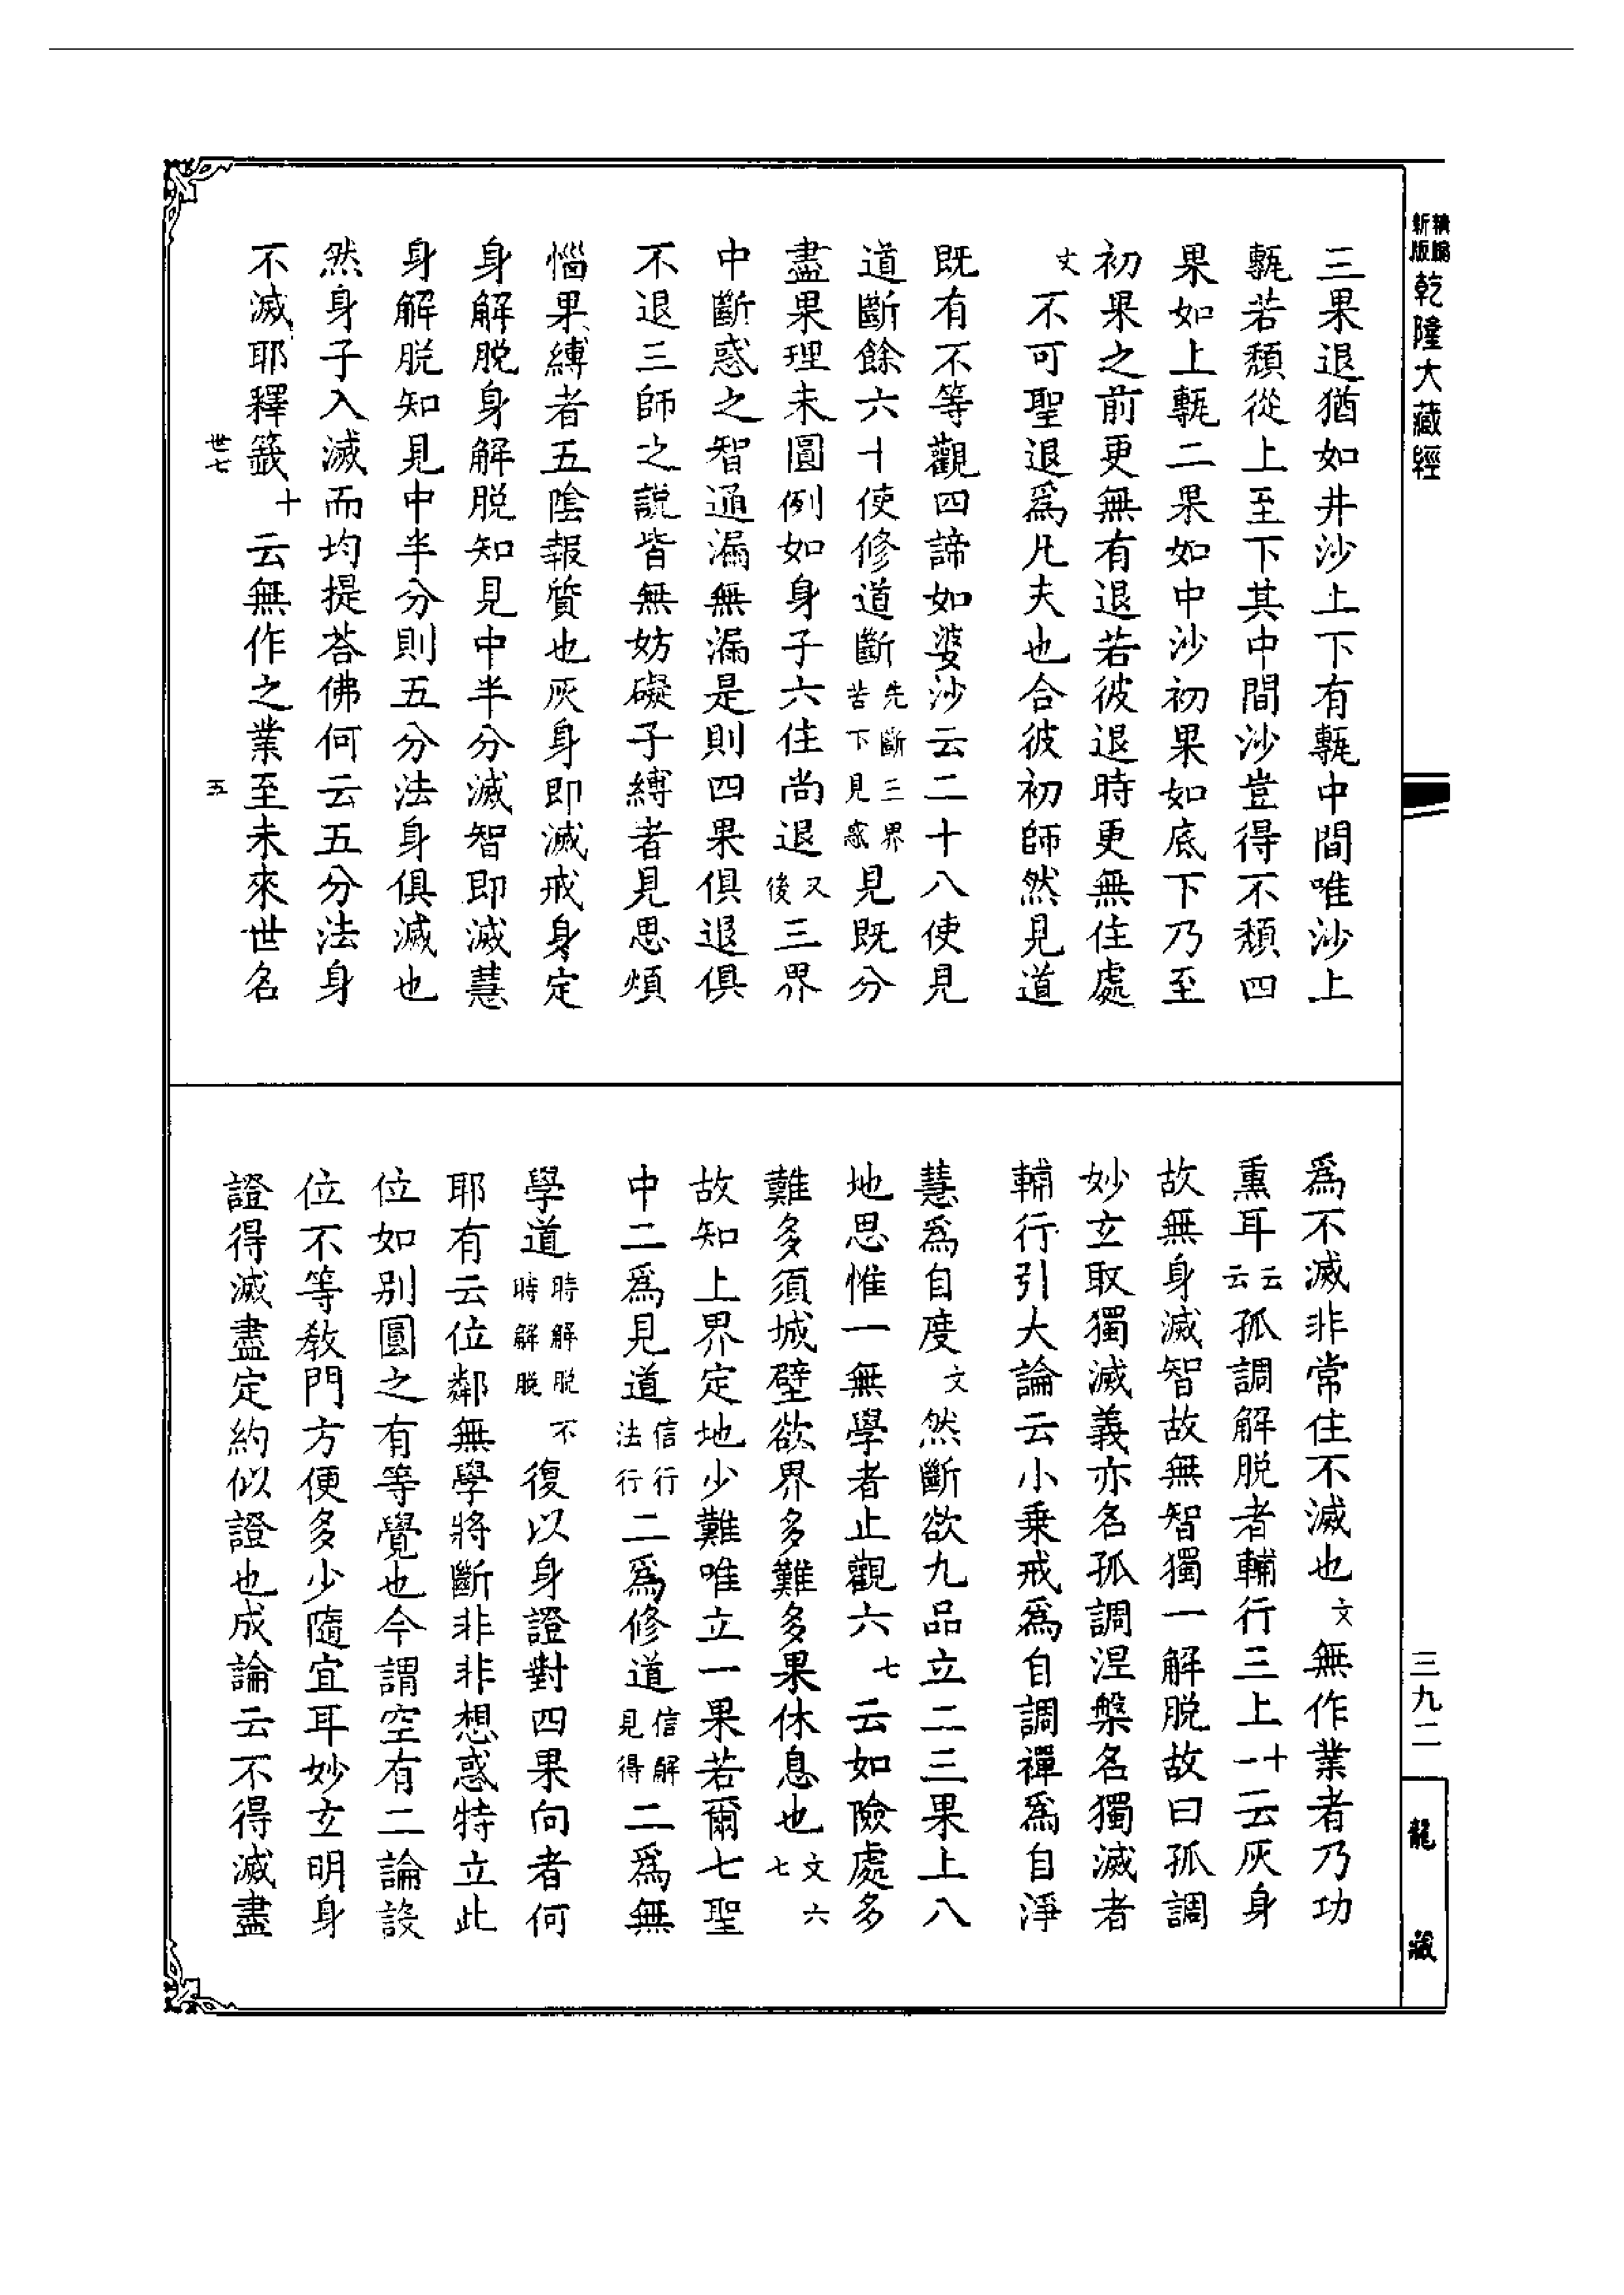 精編
新版
乾隆大藏經
三九二
龍
藏
三果退猶如井沙上下有甎中間唯沙上
甎若頹從上至下其中間沙豈得不頹四
果如上甎二果如中沙初果如底下乃至
初果之前更無有退若彼退時更無住處
文不可聖退爲凡夫也合彼初師然見道
既有不等觀四諦如婆沙云二十八使見
道斷餘六十使修道斷先斷三界苦下見惑見既分
盡果理未圓例如身子六住尚退又後三界
中斷惑之智通漏無漏是則四果俱退俱
不退三師之說皆無妨礙子縛者見思煩
惱果縛者五陰報質也灰身即滅戒身定
身解脫身解脫知見中半分滅智即滅慧
身解脫知見中半分則五分法身俱滅也
然身子入滅而均提荅佛何云五分法身
不滅耶釋籤十云無作之業至未來世名
世七
五
爲不滅非常住不滅也文無作業者乃功
熏耳云云孤調解脫者輔行三上十一云灰身
故無身滅智故無智獨一解脫故曰孤調
妙玄取獨滅義亦名孤調涅槃名獨滅者
輔行引大論云小乗戒爲自調禪爲自淨
慧爲自度文然斷欲九品立二三果上八
地思惟一無學者止觀六七云如險處多
難多須城壁欲界多難多果休息也文六七
故知上界定地少難唯立一果若爾七聖
中二爲見道信行法行二爲修道信解見得二爲無
學道時解脫不時解脫復以身證對四果向者何
耶有云位鄰無學將斷非非想惑特立此
位如別圓之有等覺也今謂空有二論設
位不等教門方便多少隨宜耳妙玄明身
證得滅盡定約似證也成論云不得滅盡